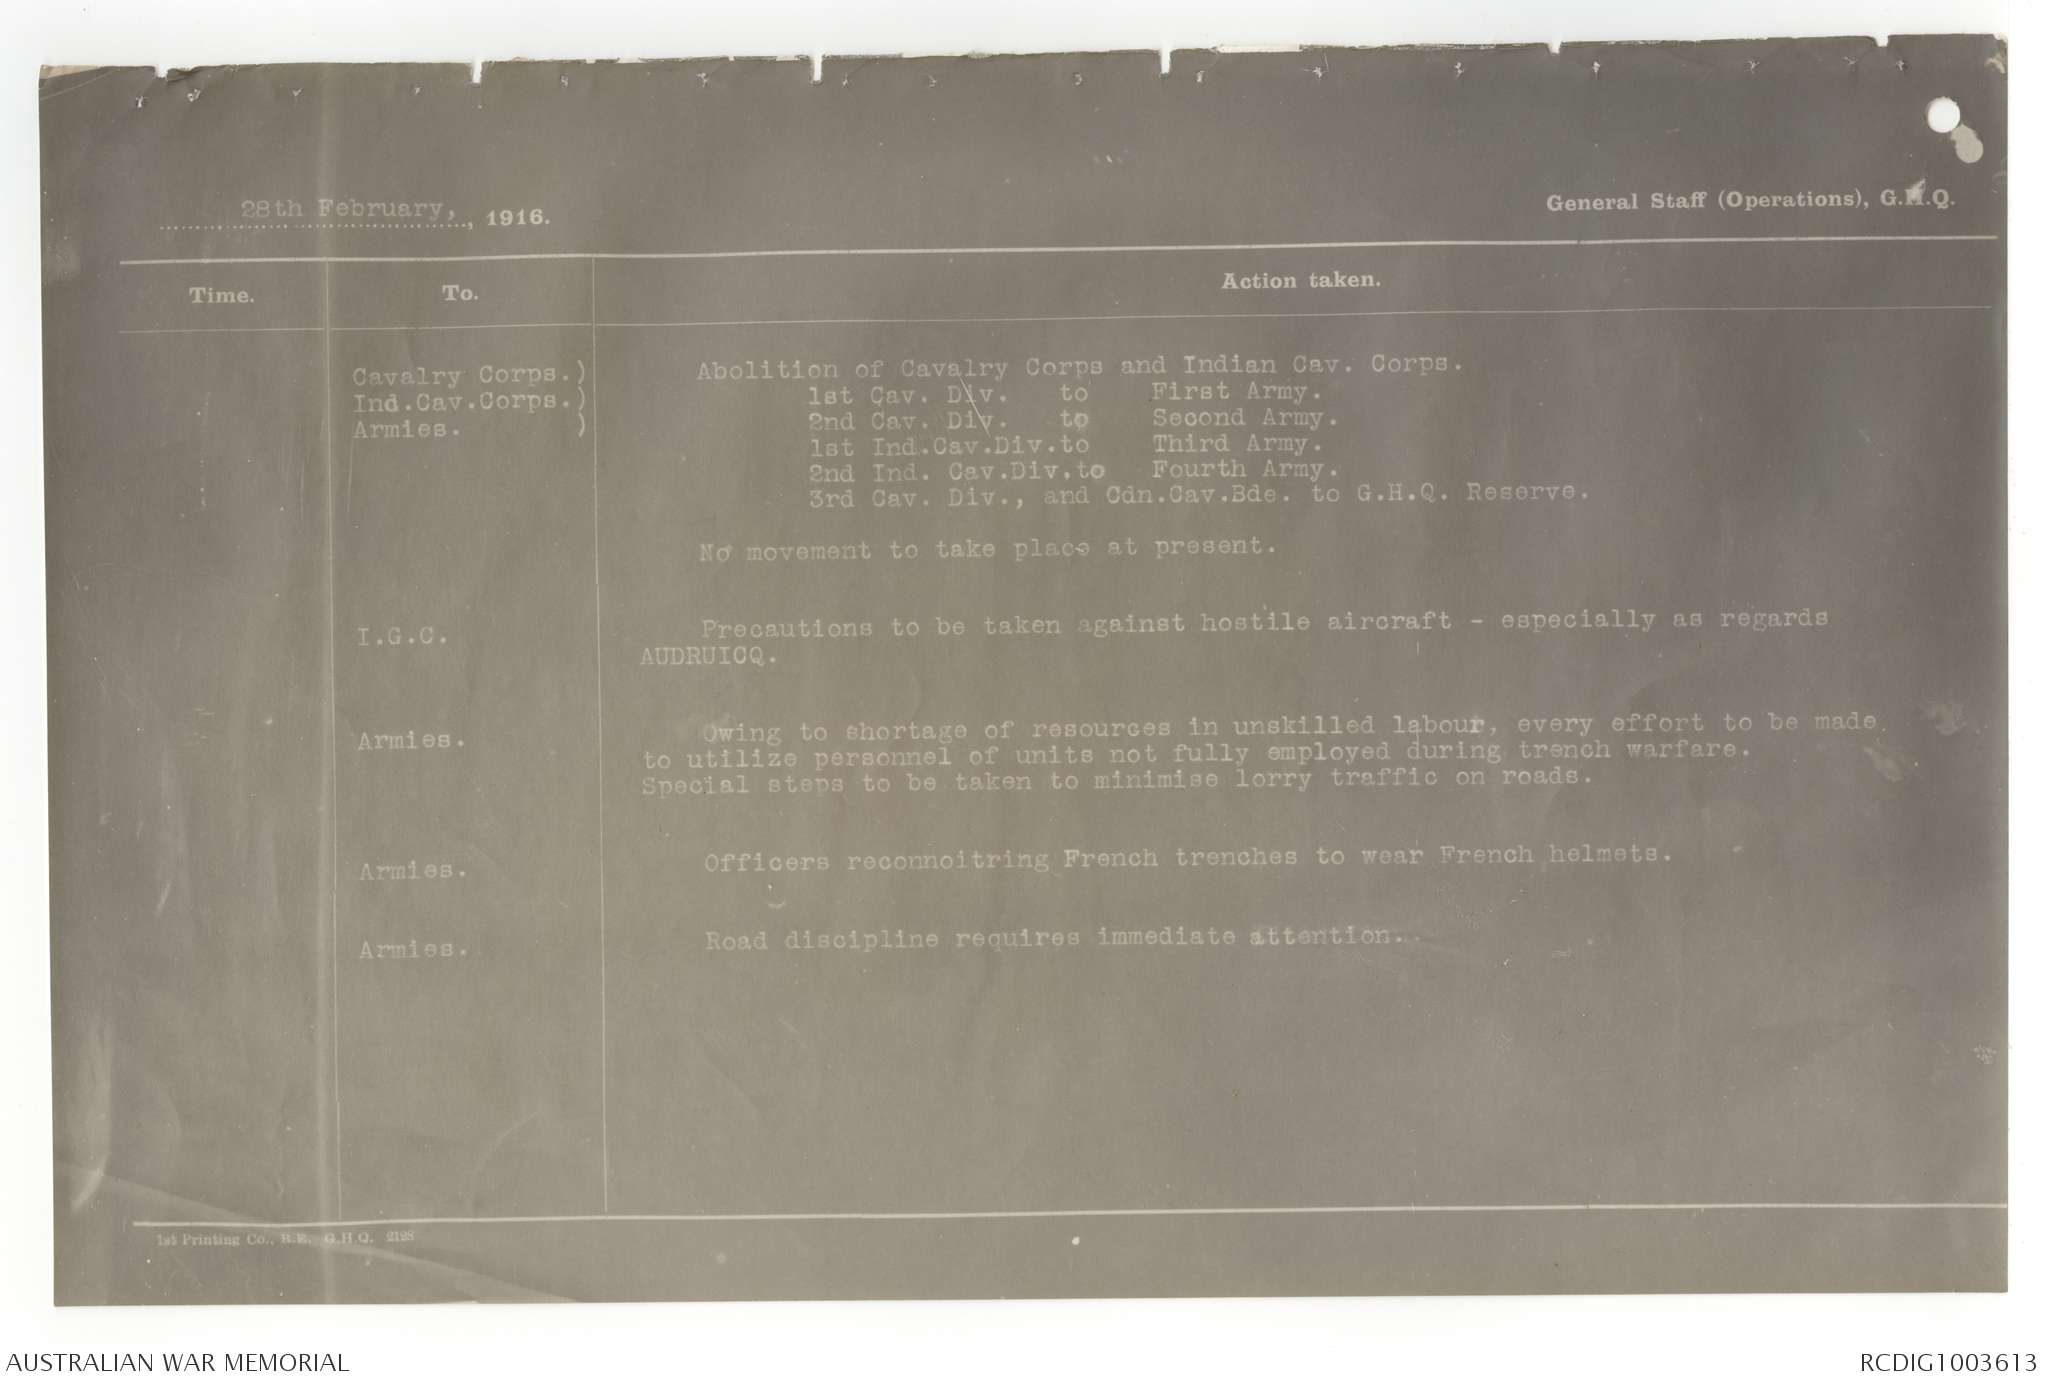 28th February, , 1916.
General Staff (Operations), G.H.Q.
Time. To. Action taken.
Cavalry Corps.) Abolition of Cavalry Corps and Indian Cav. Corps.
Ind.Cav.Corps.) 1st Cav. Div. to First Army.
Armies. ) 2nd Cav. Div. to Second Army.
1st Ind.Cav.Div.to Third Army.
2nd Ind. Cav.Div.to Fourth Army.
3rd Cav. Div., and Cdn.Cav.Bde. to G.H.Q. Reserve.
No movement to take place at present.
I.G.C. Precautions to be taken against hostile aircraft - especially as regards
AUDRUICQ.
Armies. Owing to shortage of resources in unskilled labour, every effort to be made
to utilize personnel of units not fully employed during trench warfare.
Special steps to be taken to minimise lorry traffic on roads.
Armies. Officers reconnoitring French trenches to wear French helmets.
Armies. Road discipline requires immediate attention.
1st Printing Co., R.E. G.H.Q. 2128
AUSTRALIAN WAR MEMORIAL
RCDIG1003613